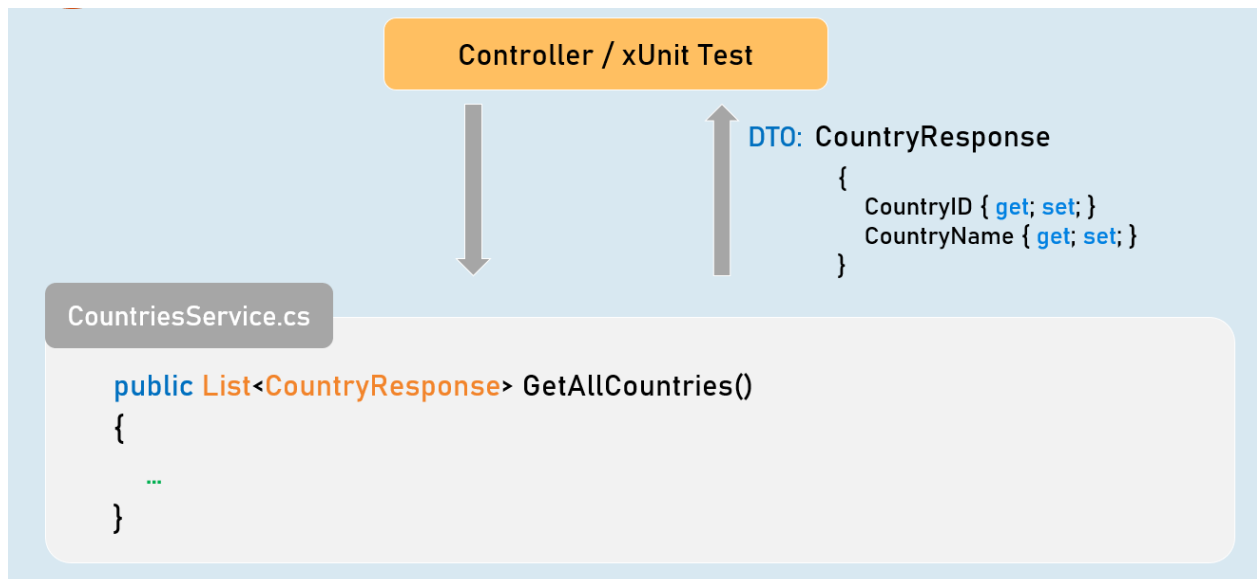 Controller / xUnit Test
DTO: CountryResponse
{
CountryID { get; set; }
CountryName { get; set; }
}
CountriesService.cs
public List<CountryResponse> GetAllCountries()
{
...
}